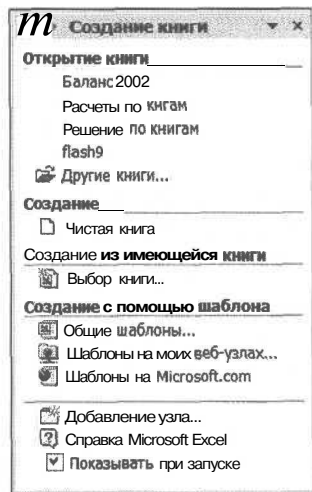 m Создание книги
Открытие книги
Баланс 2002
Расчеты по книгам
Решение по книгам
flash9
Другие книги...
Создание
Чистая книга
Создание из имеющейся книги
Выбор книги...
Создание с помощью шаблона
Общие шаблоны...
Шаблоны на моих веб-узлах...
Шаблоны на Microsoft.com
Добавление узла...
Справка Microsoft Excel
Показывать при запуске